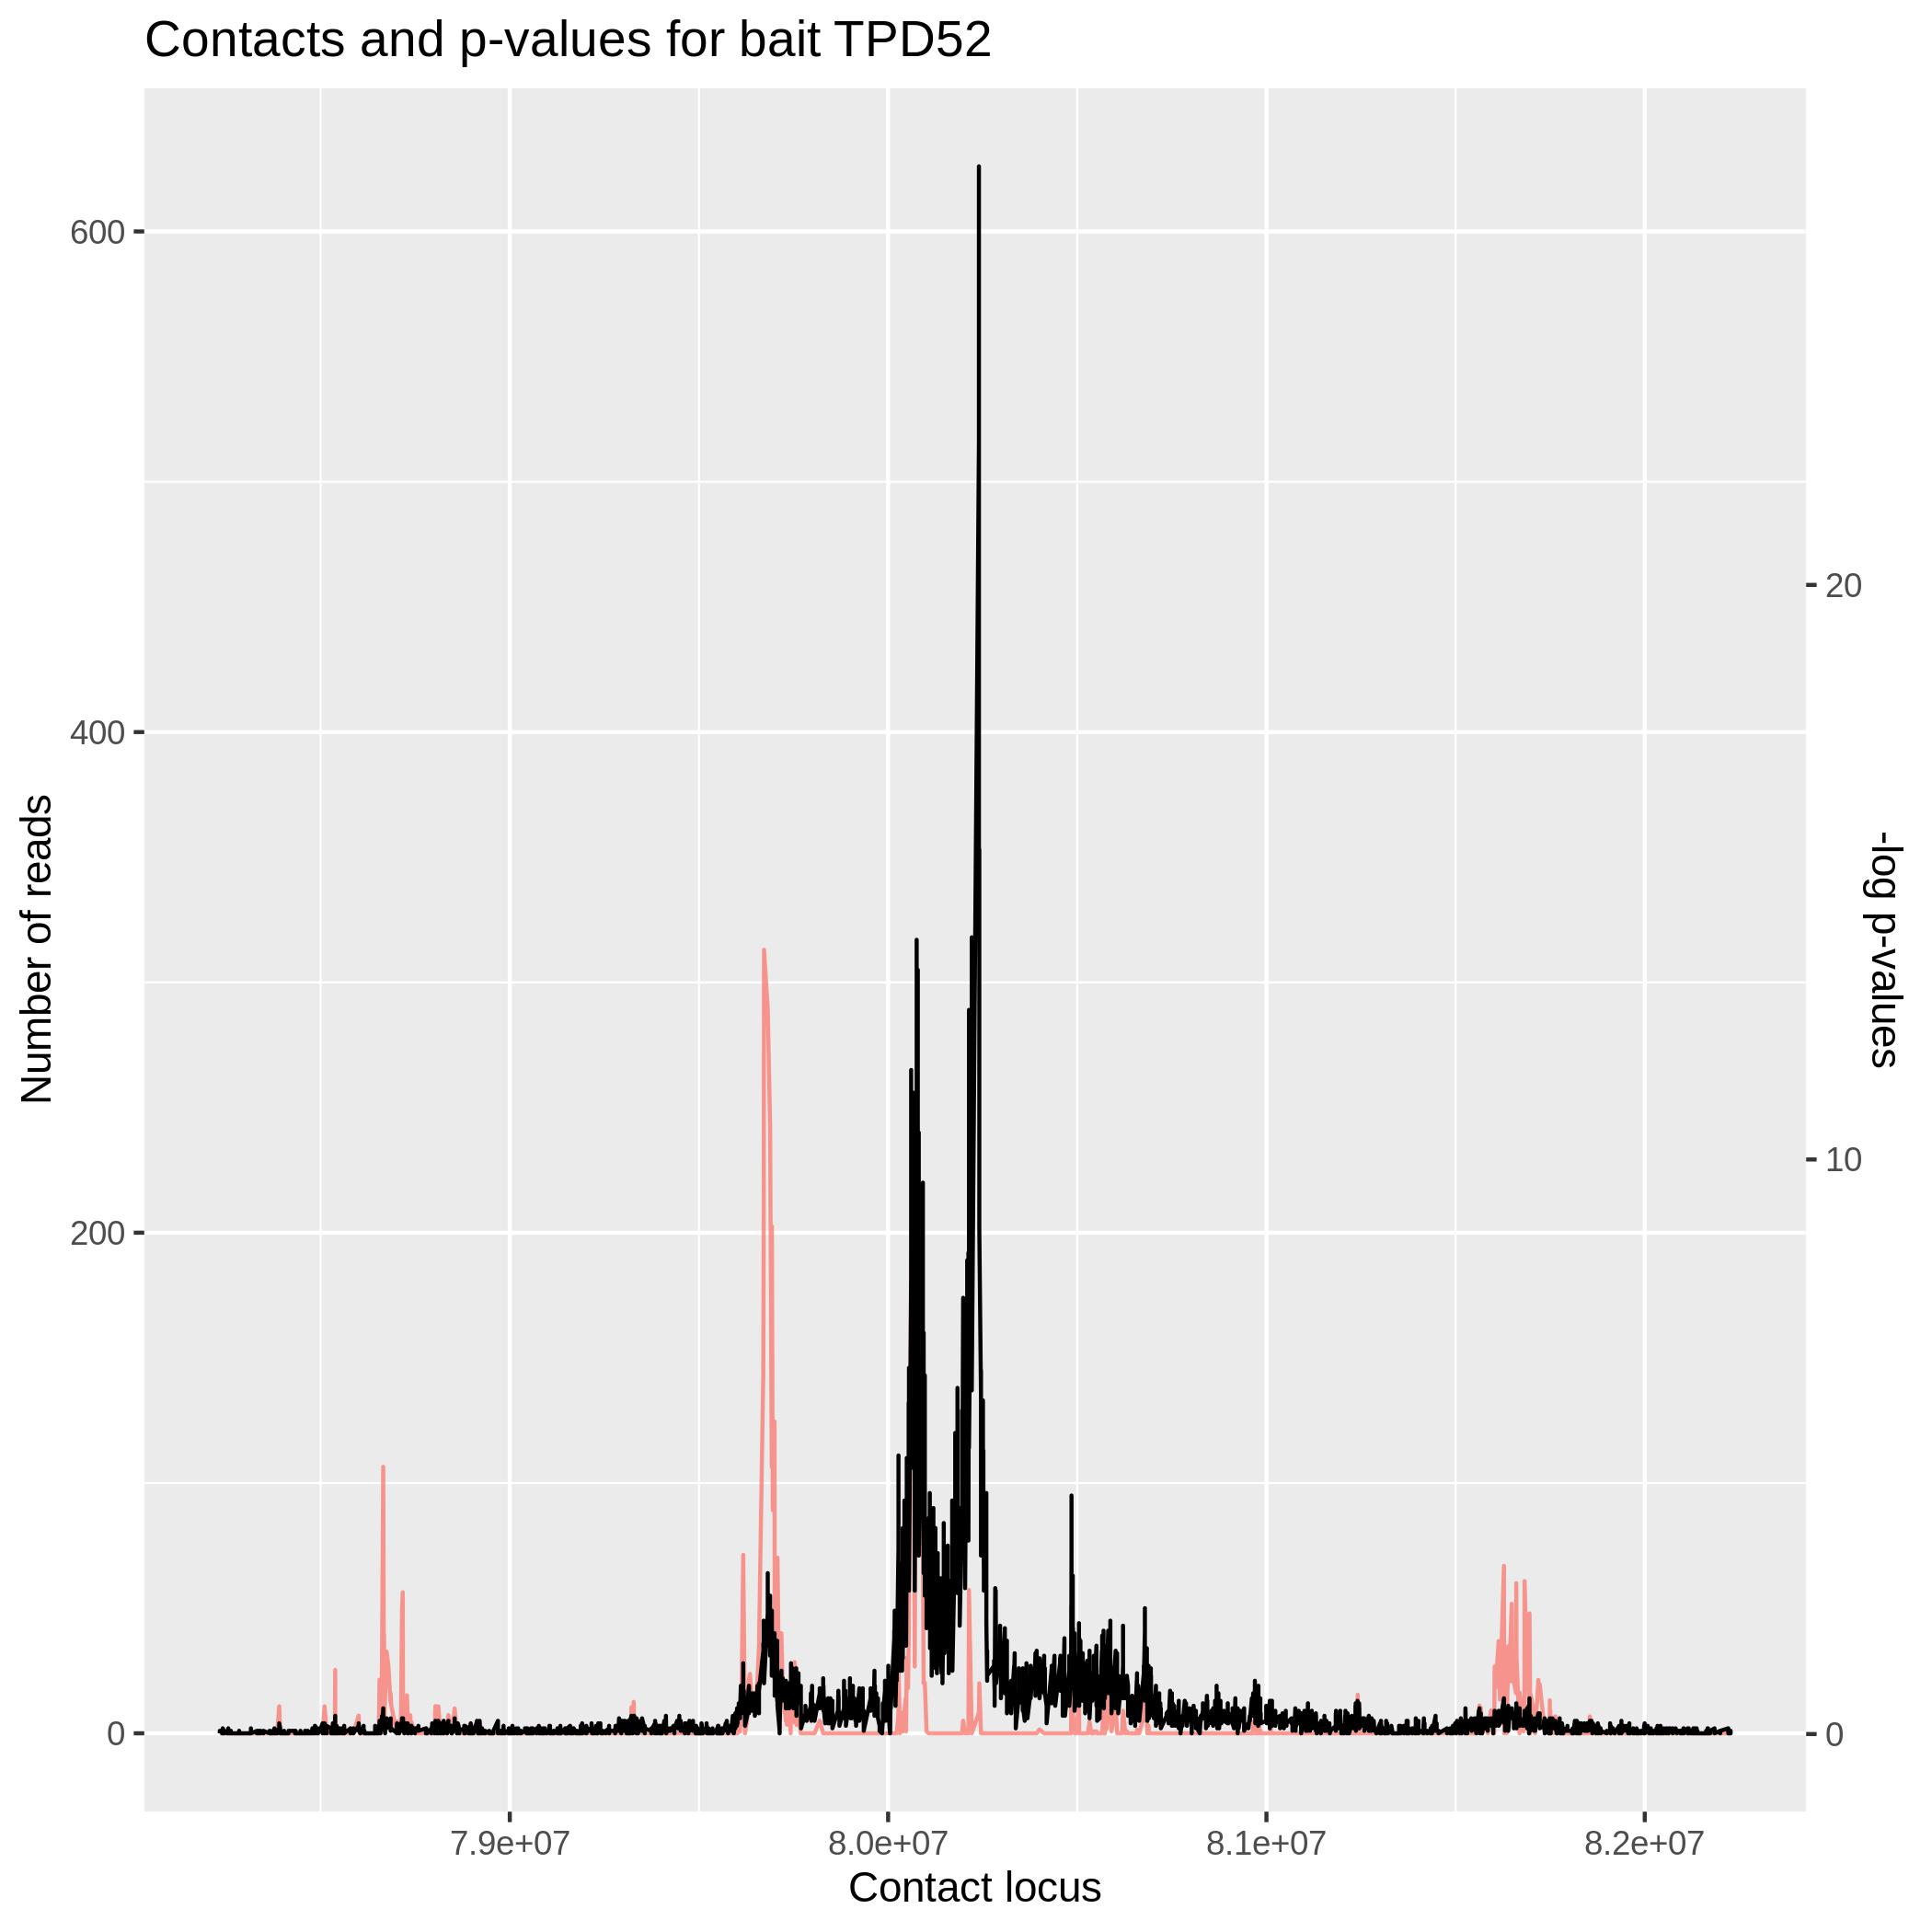 Contacts and p-values for bait TPD52
Number of reads
600
400
200
0
20
10
0
-log p-values
7.9e+07
8.0e+07
8.1e+07
8.2e+07
Contact locus